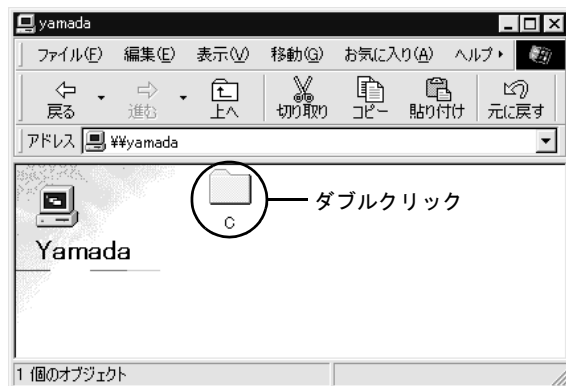 yamada
ファイル(F) 編集(E) 表示(V) 移動(G) お気に入り(A) ヘルプ
戻る 進む 上へ 切り取り コピー 貼り付け 元に戻す
アドレス ¥¥yamada
C
ダブルクリック
Yamada
1 個のオブジェクト